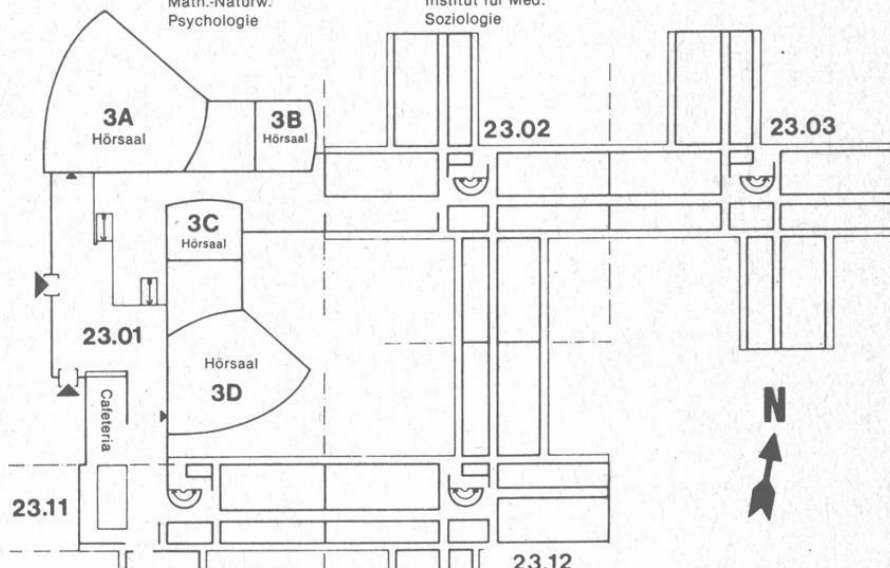 Math.-Naturw.
Psychologie
Institut für Med.
Soziologie
3A
Hörsaal
3B
Hörsaal
23.02
23.03
3C
Hörsaal
23.01
Hörsaal
3D
Cafeteria
N
23.11
23.12